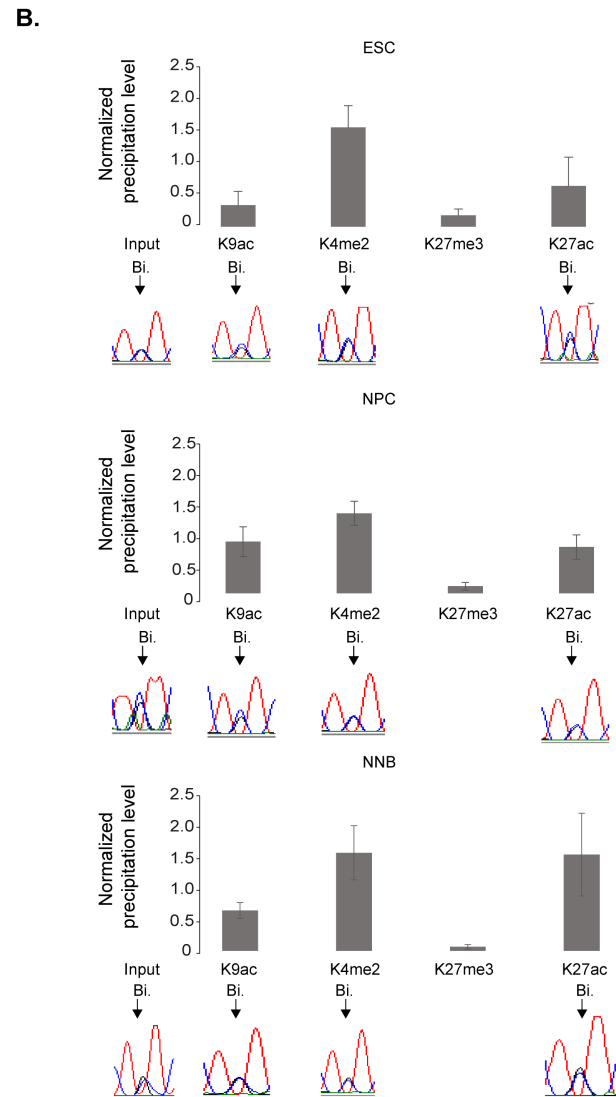 B.
ESC
Normalized
precipitation level
2.5
2.0
1.5
1.0
0.5
0
Input K9ac K4me2 K27me3 K27ac
Bi. Bi. Bi. Bi.
NPC
Normalized
precipitation level
2.5
2.0
1.5
1.0
0.5
0
Input K9ac K4me2 K27me3 K27ac
Bi. Bi. Bi. Bi.
NNB
Normalized
precipitation level
2.5
2.0
1.5
1.0
0.5
0
Input K9ac K4me2 K27me3 K27ac
Bi. Bi. Bi. Bi.